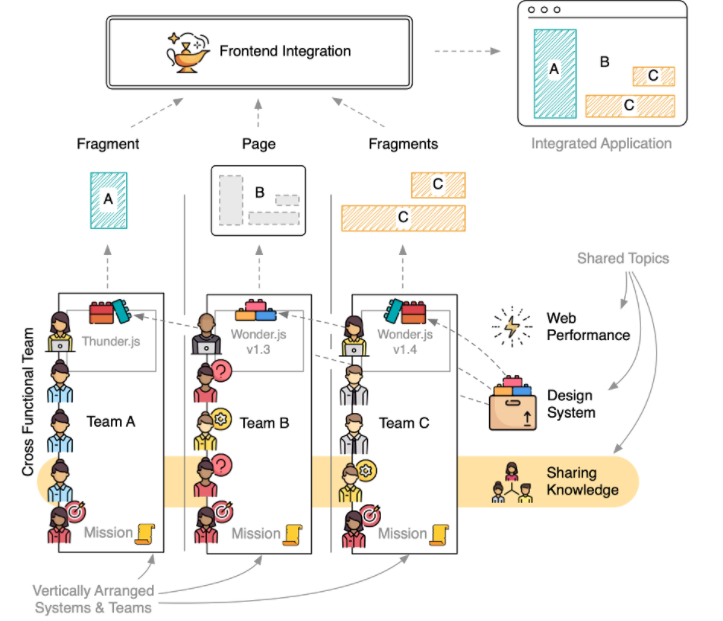 Frontend Integration
A
B
C
C
Integrated Application
Fragment
Page
Fragments
A
B
C
C
Shared Topics
Thunder.js
Wonder.js
v1.3
Wonder.js
v1.4
Web
Performance
Cross Functional Team
Team A
Team B
Team C
Design
System
?
?
Sharing
Knowledge
Mission
Mission
Mission
Vertically Arranged
Systems & Teams